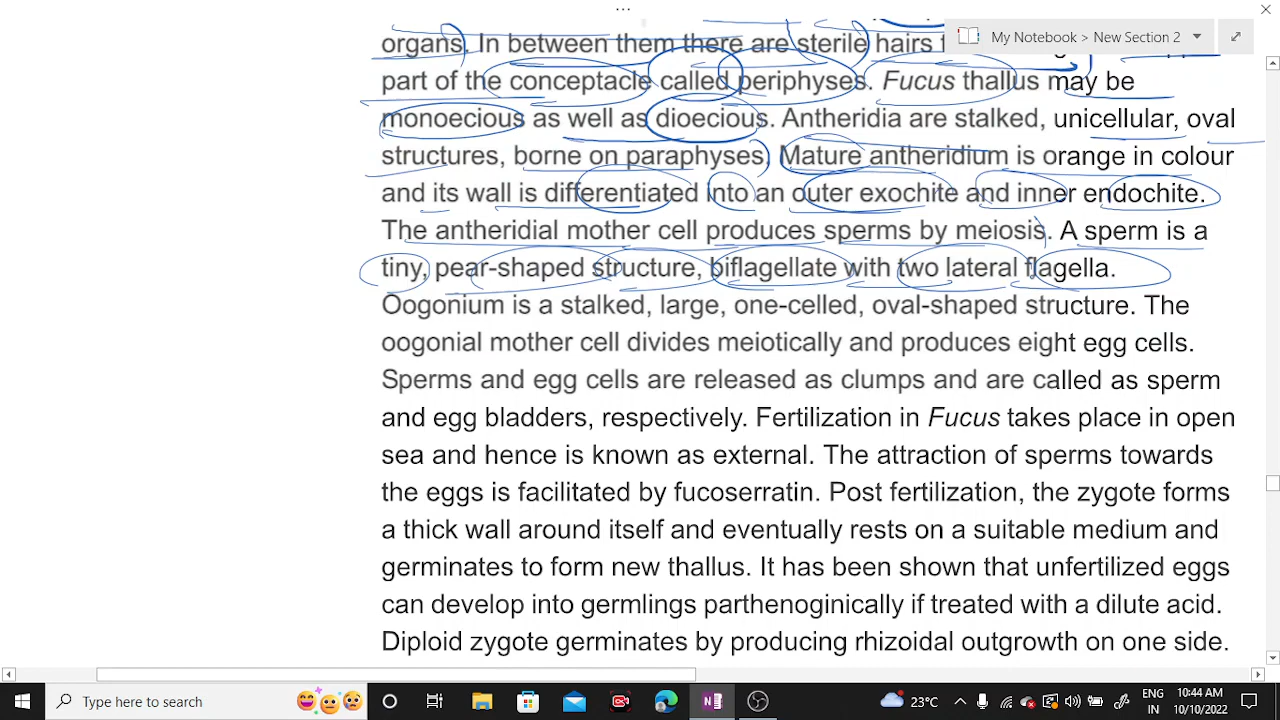 ...
My Notebook > New Section 2
organs). In between them there are sterile hairs
part of the conceptacle called periphyses. Fucus thallus may be
monoecious as well as dioecious. Antheridia are stalked, unicellular, oval
structures, borne on paraphyses. Mature antheridium is orange in colour
and its wall is differentiated into an outer exochite and inner endochite.
The antheridial mother cell produces sperms by meiosis. A sperm is a
tiny, pear-shaped structure, biflagellate with two lateral flagella.
Oogonium is a stalked, large, one-celled, oval-shaped structure. The
oogonial mother cell divides meiotically and produces eight egg cells.
Sperms and egg cells are released as clumps and are called as sperm
and egg bladders, respectively. Fertilization in Fucus takes place in open
sea and hence is known as external. The attraction of sperms towards
the eggs is facilitated by fucoserratin. Post fertilization, the zygote forms
a thick wall around itself and eventually rests on a suitable medium and
germinates to form new thallus. It has been shown that unfertilized eggs
can develop into germlings parthenoginically if treated with a dilute acid.
Diploid zygote germinates by producing rhizoidal outgrowth on one side.
Type here to search
23°C
ENG
IN
10:44 AM
10/10/2022